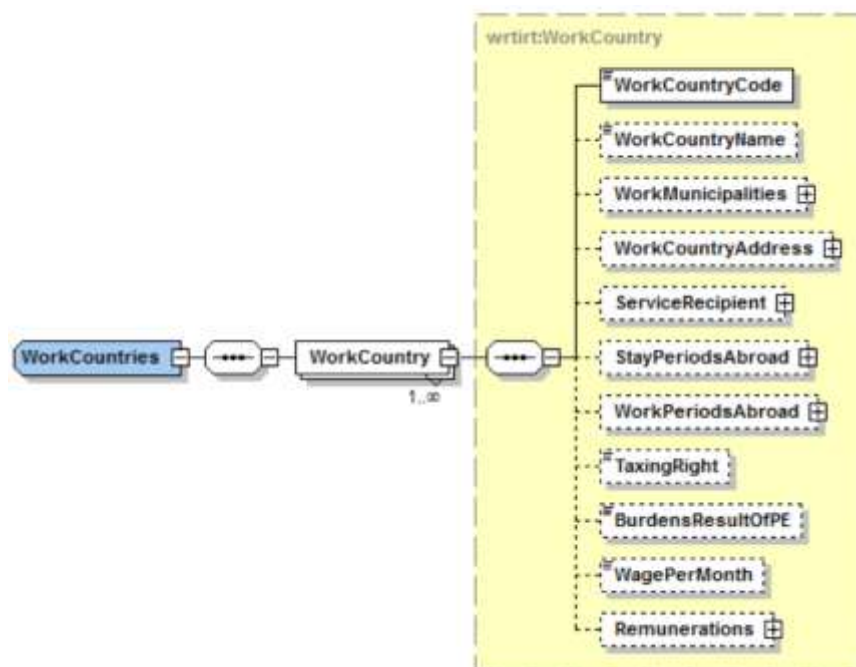 wrtirt:WorkCountry
WorkCountryCode
WorkCountryName
WorkMunicipalities
WorkCountryAddress
ServiceRecipient
WorkCountries
WorkCountry
1..∞
StayPeriodsAbroad
WorkPeriodsAbroad
TaxingRight
BurdensResultOfPE
WagePerMonth
Remunerations